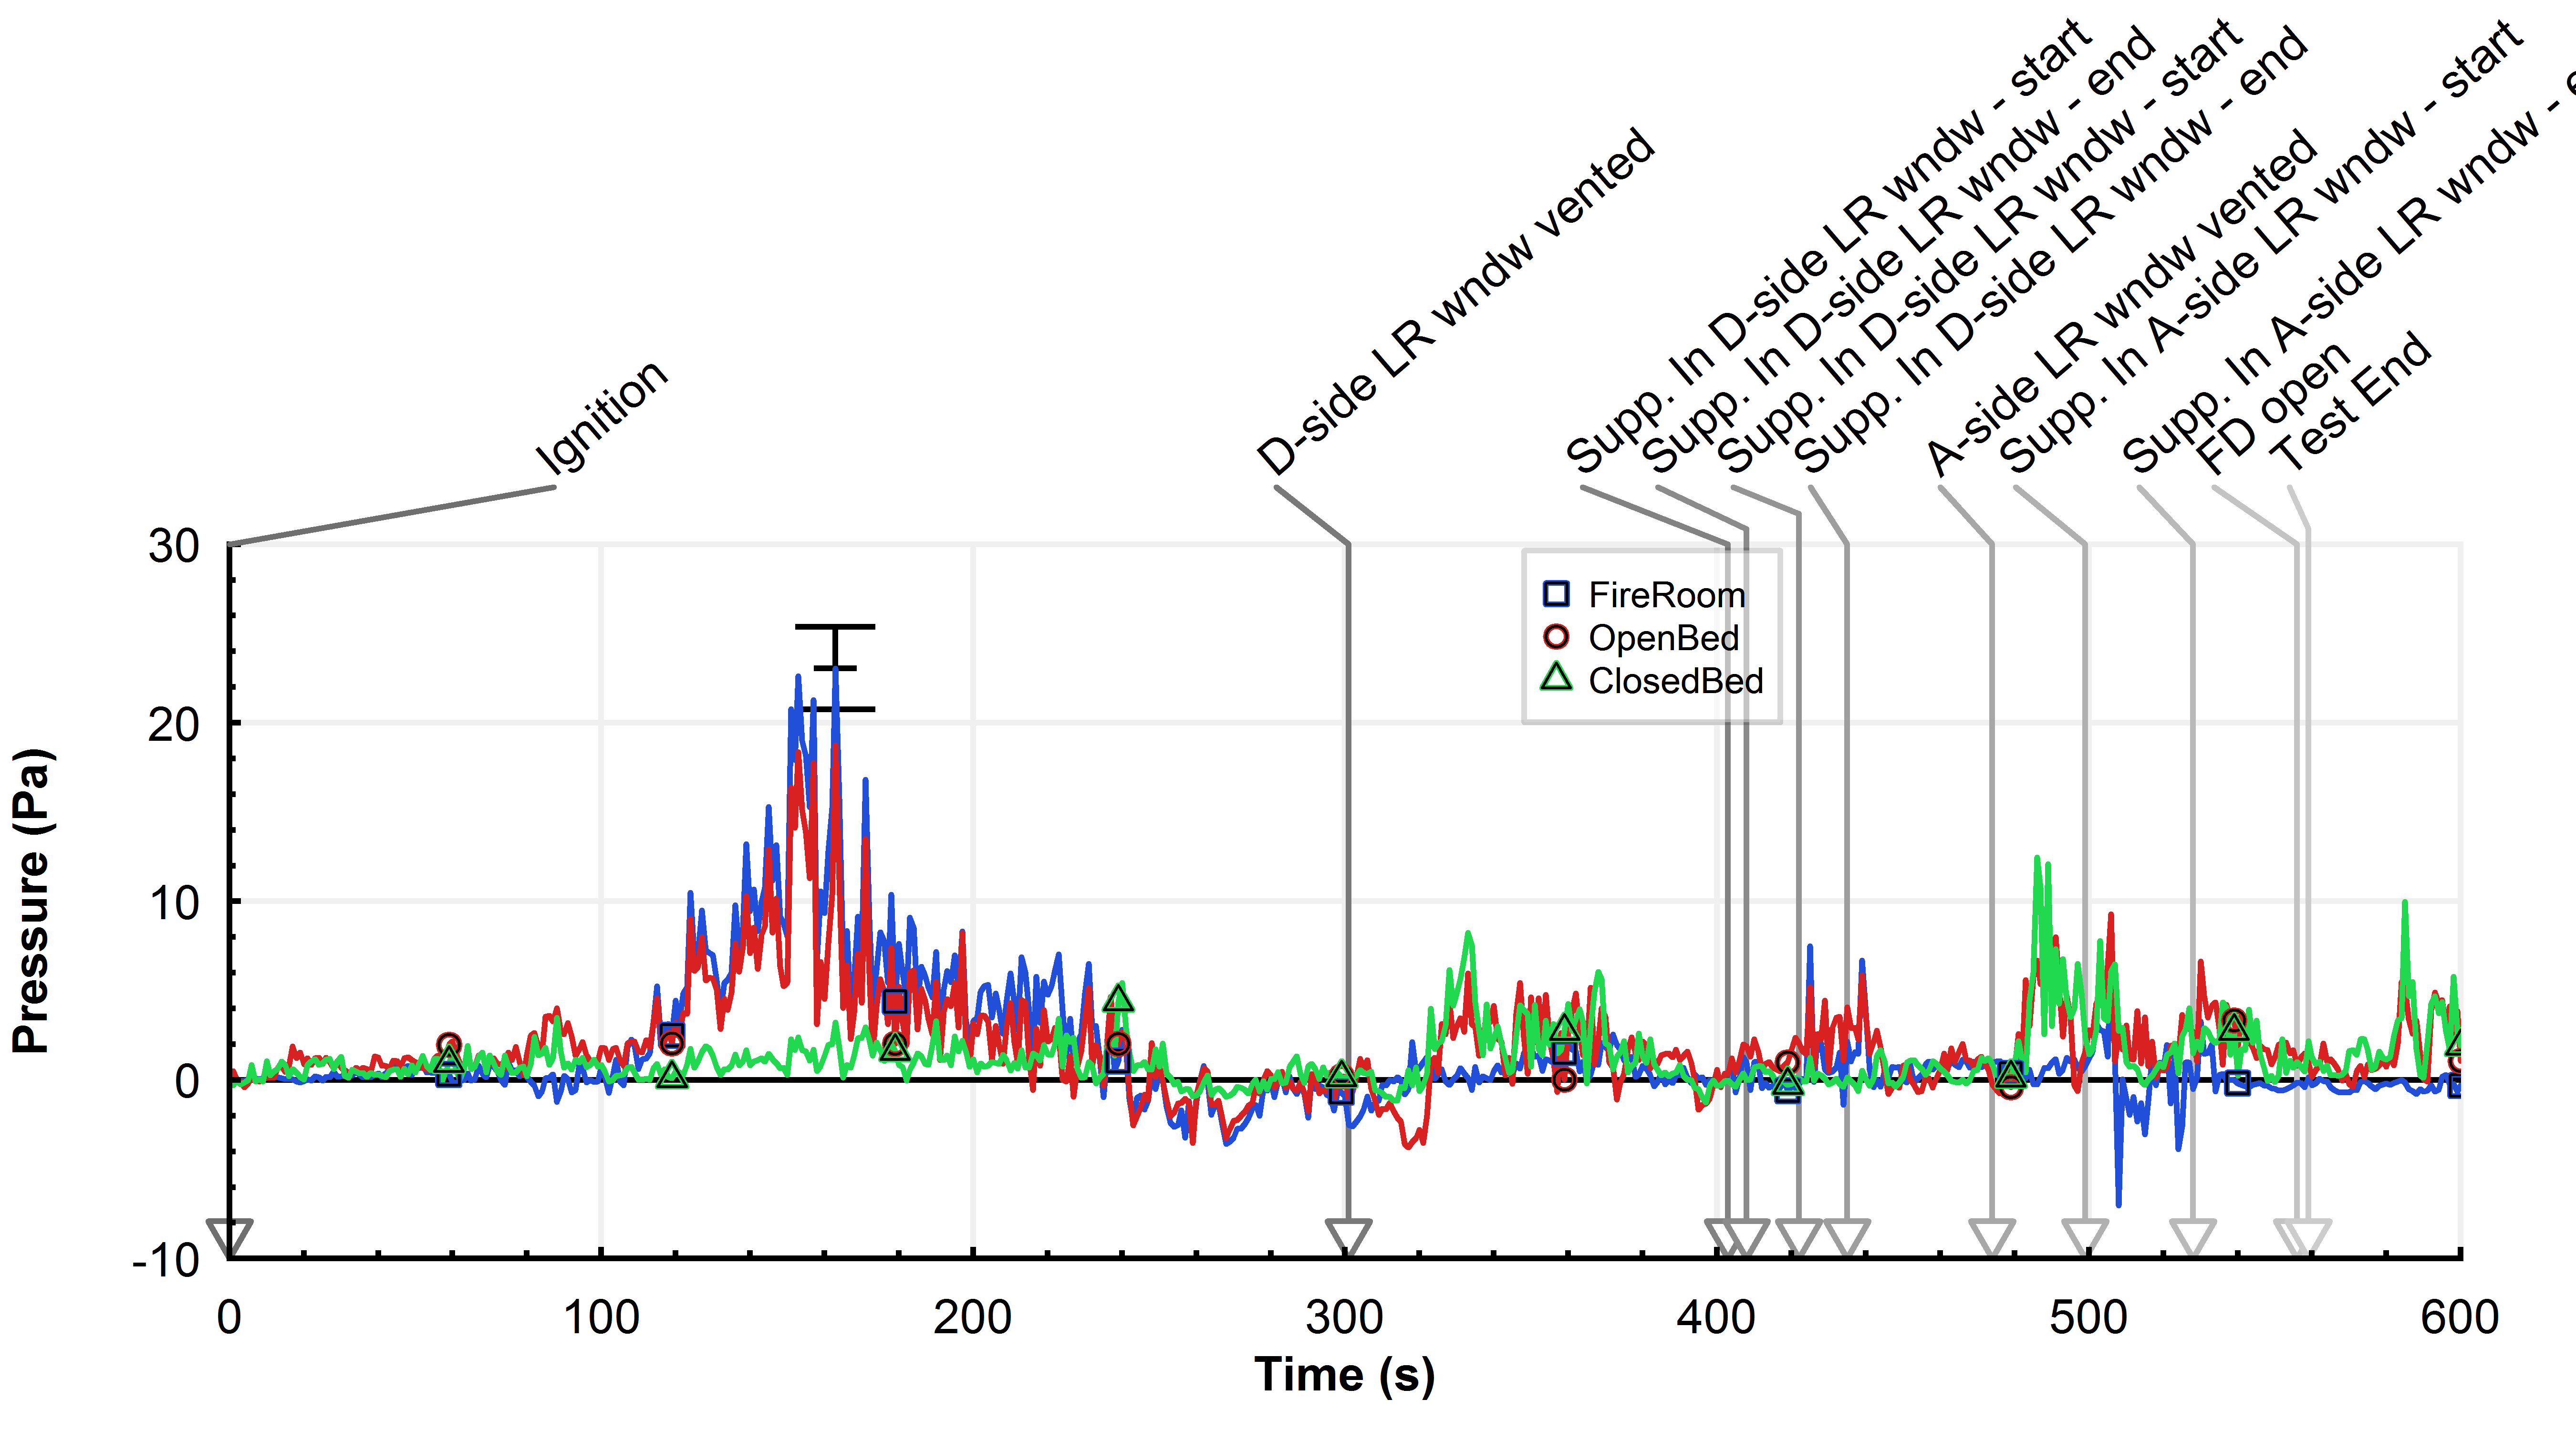 Ignition
D-side LR wndw vented
Supp. In D-side LR wndw - start
Supp. In D-side LR wndw - end
Supp. In D-side LR wndw - start
Supp. In D-side LR wndw - end
A-side LR wndw vented
Supp. In A-side LR wndw - start
Supp. In A-side LR wndw -
FD open
Test End
30
20
10
0
-10
Pressure (Pa)
FireRoom
OpenBed
ClosedBed
0
100
200
300
400
500
600
Time (s)